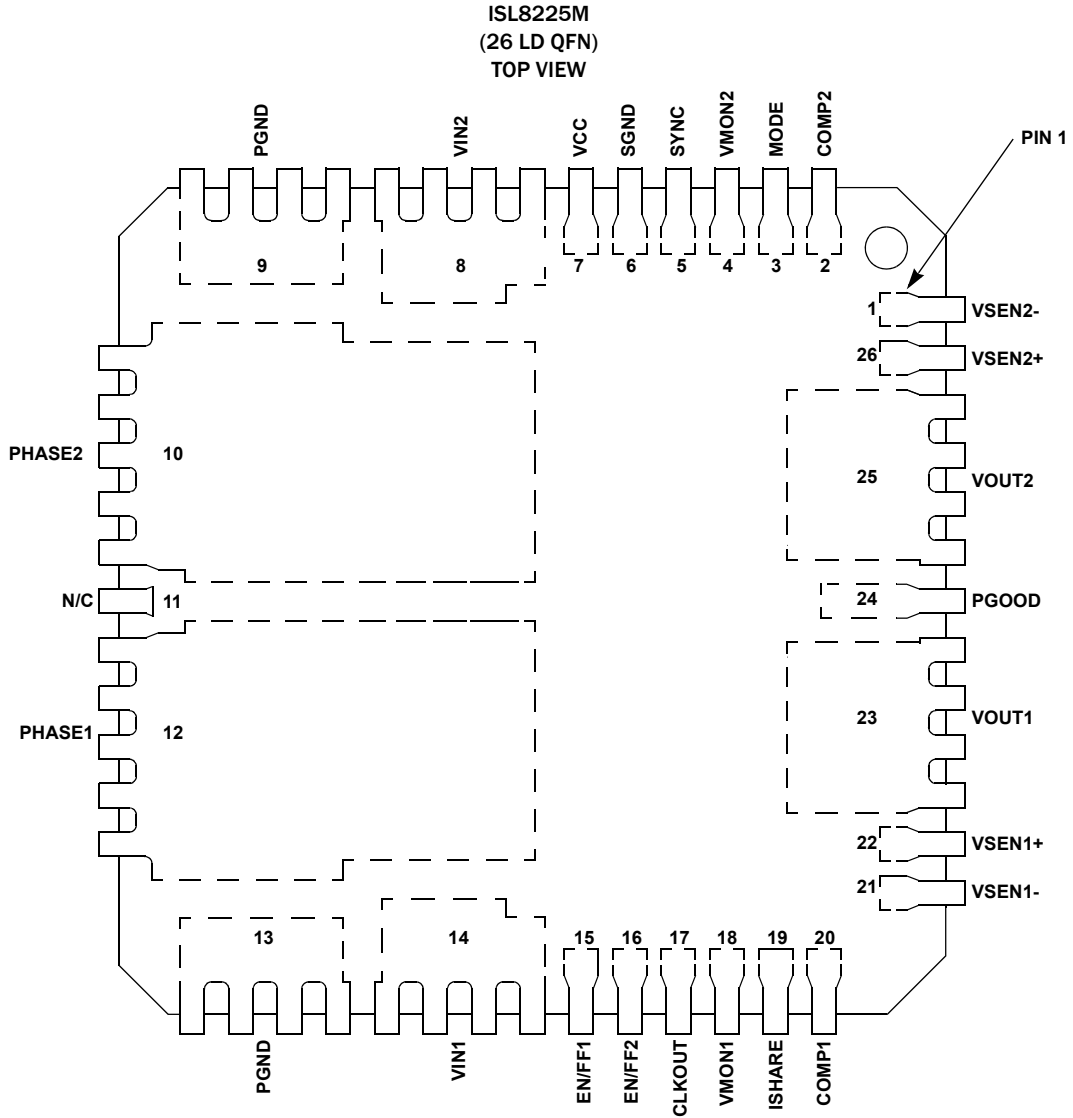 ISL8225M
(26 LD QFN)
TOP VIEW
PGND
VIN2
VCC
SGND
SYNC
VMON2
MODE
COMP2
PIN 1
9
8
7
6
5
4
3
2
1
VSEN2-
26
VSEN2+
PHASE2
10
25
VOUT2
N/C
11
24
PGOOD
PHASE1
12
23
VOUT1
22
VSEN1+
21
VSEN1-
13
14
15
16
17
18
19
20
PGND
VIN1
EN/FF1
EN/FF2
CLKOUT
VMON1
ISHARE
COMP1